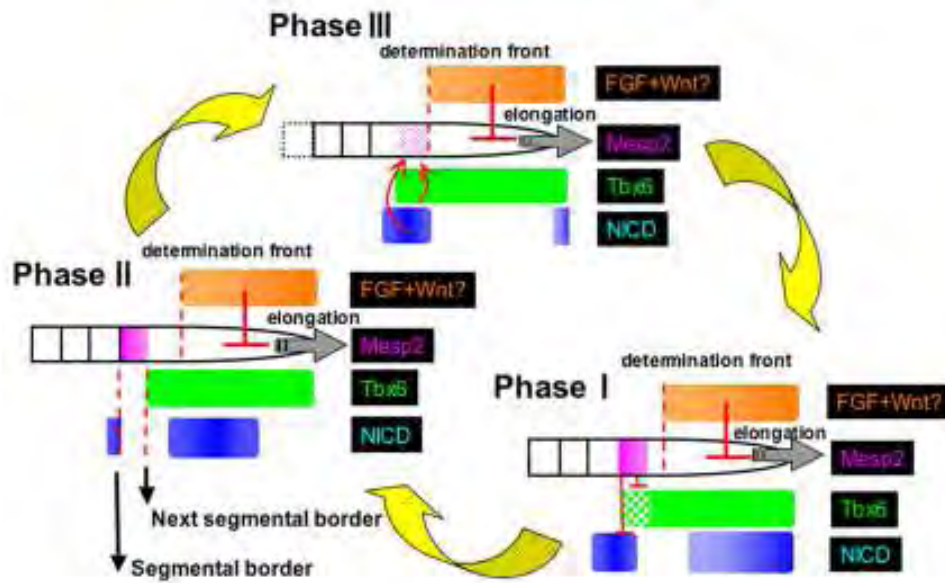 Phase III
determination front
FGF+Wnt?
elongation
Mesp2
Tbx6
NICD
Phase II
determination front
FGF+Wnt?
elongation
Mesp2
Tbx6
NICD
Next segmental border
Segmental border
Phase I
determination front
FGF+Wnt?
elongation
Mesp2
Tbx6
NICD